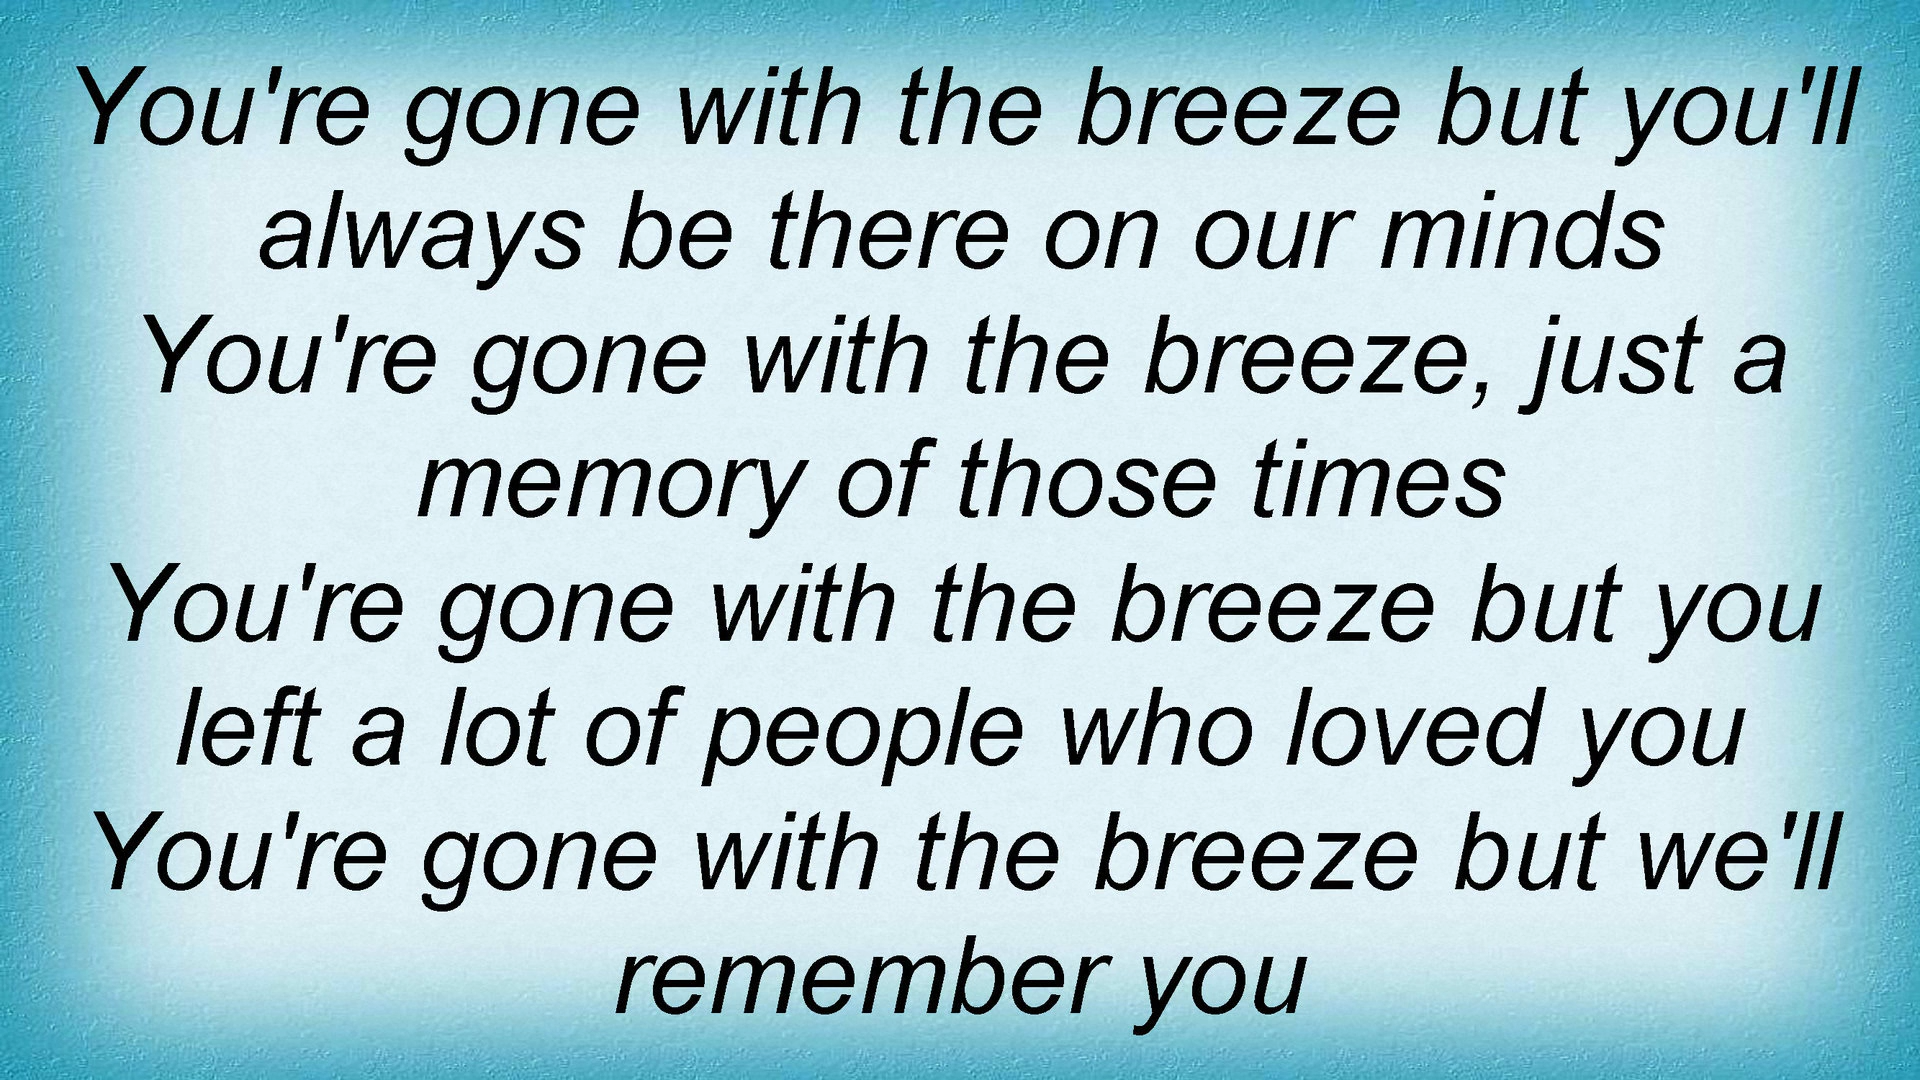 You're gone with the breeze but you'll
always be there on our minds
You're gone with the breeze, just a
memory of those times
You're gone with the breeze but you
left a lot of people who loved you
You're gone with the breeze but we'll
remember you